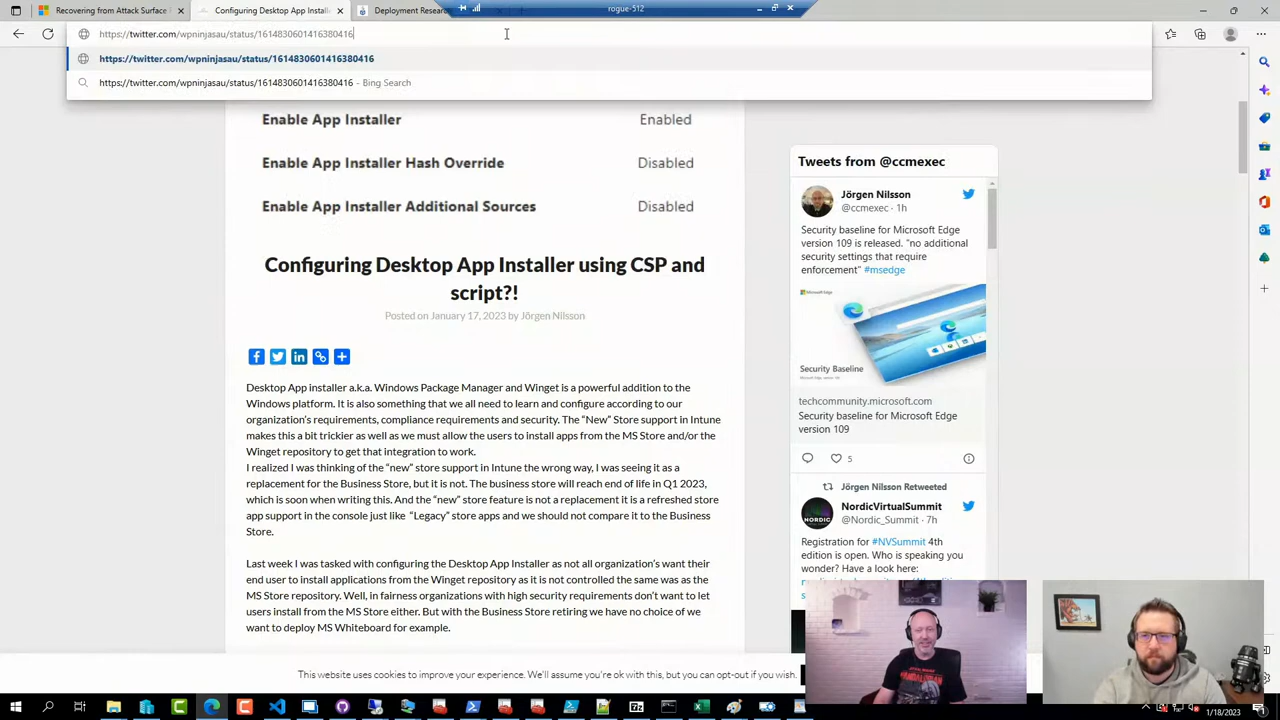 Recovering from Attack Surface
Configuring Desktop App Installe
Deployment Resear
rogue-512
https://twitter.com/wpninjasau/status/1614830601416380416
https://twitter.com/wpninjasau/status/1614830601416380416
https://twitter.com/wpninjasau/status/1614830601416380416 - Bing Search
Enable App Installer Enabled
Enable App Installer Hash Override Disabled
Enable App Installer Additional Sources Disabled
Configuring Desktop App Installer using CSP and
script?!
Posted on January 17, 2023 by Jörgen Nilsson
Desktop App installer a.k.a. Windows Package Manager and Winget is a powerful addition to the
Windows platform. It is also something that we all need to learn and configure according to our
organization's requirements, compliance requirements and security. The “New” Store support in Intune
makes this a bit trickier as well as we must allow the users to install apps from the MS Store and/or the
Winget repository to get that integration to work.
I realized I was thinking of the “new” store support in Intune the wrong way, I was seeing it as a
replacement for the Business Store, but it is not. The business store will reach end of life in Q1 2023,
which is soon when writing this. And the “new” store feature is not a replacement it is a refreshed store
app support in the console just like “Legacy” store apps and we should not compare it to the Business
Store.
Last week I was tasked with configuring the Desktop App Installer as not all organization's want their
end user to install applications from the Winget repository as it is not controlled the same was as the
MS Store repository. Well, in fairness organizations with high security requirements don't want to let
users install from the MS Store either. But with the Business Store retiring we have no choice of we
want to deploy MS Whiteboard for example.
Tweets from @ccmexec
Jörgen Nilsson
@ccmexec · 1h
Security baseline for Microsoft Edge
version 109 is released. "no additional
security settings that require
enforcement" #msedge
Microsoft Edge
Security Baseline
techcommunity.microsoft.com
Security baseline for Microsoft Edge
version 109
5
Jörgen Nilsson Retweeted
NordicVirtualSummit
@Nordic_Summit · 7h
NORDIC
Registration for #NVSummit 4th
edition is open. Who is speaking you
wonder? Have a look here:
This website uses cookies to improve your experience. We'll assume you're ok with this, but you can opt-out if you wish.
1/18/2023